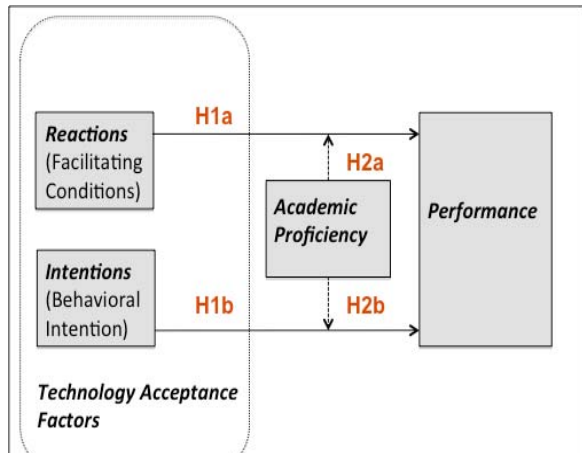 H1a
Reactions
(Facilitating
Conditions)
H2a
Academic
Proficiency
Performance
Intentions
(Behavioral
Intention)
H1b
H2b
Technology Acceptance
Factors